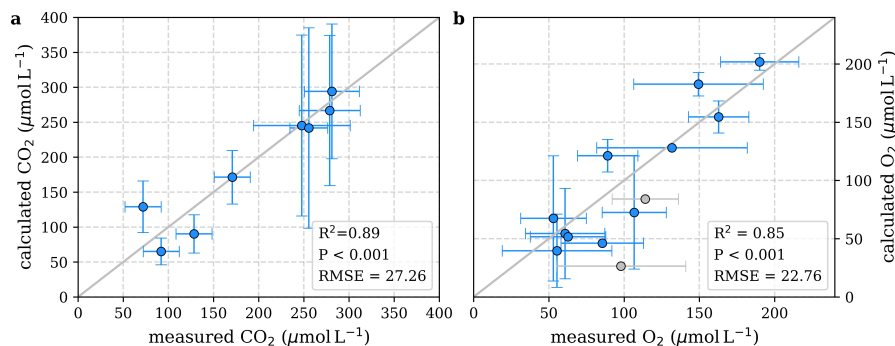 a
400
350
300
250
200
150
100
50
0
calculated CO₂ (μmol L⁻¹)
R²=0.89
P < 0.001
RMSE = 27.26
0 50 100 150 200 250 300 350 400
measured CO₂ (μmol L⁻¹)
b
200
150
100
50
0
calculated O₂ (μmol L⁻¹)
R² = 0.85
P < 0.001
RMSE = 22.76
0 50 100 150 200
measured O₂ (μmol L⁻¹)